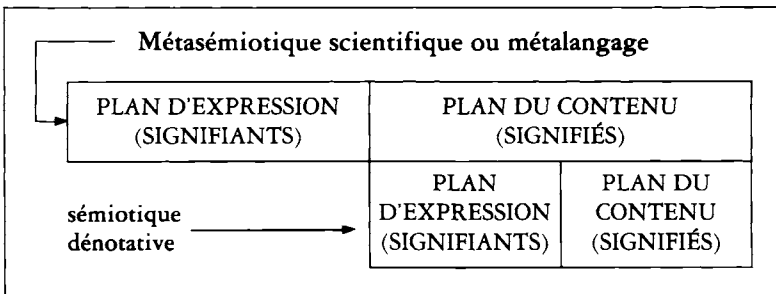 Métasémiotique scientifique ou métalangage
PLAN D'EXPRESSION
(SIGNIFIANTS)
PLAN DU CONTENU
(SIGNIFIÉS)
sémiotique
dénotative
PLAN
D'EXPRESSION
(SIGNIFIANTS)
PLAN DU
CONTENU
(SIGNIFIÉS)